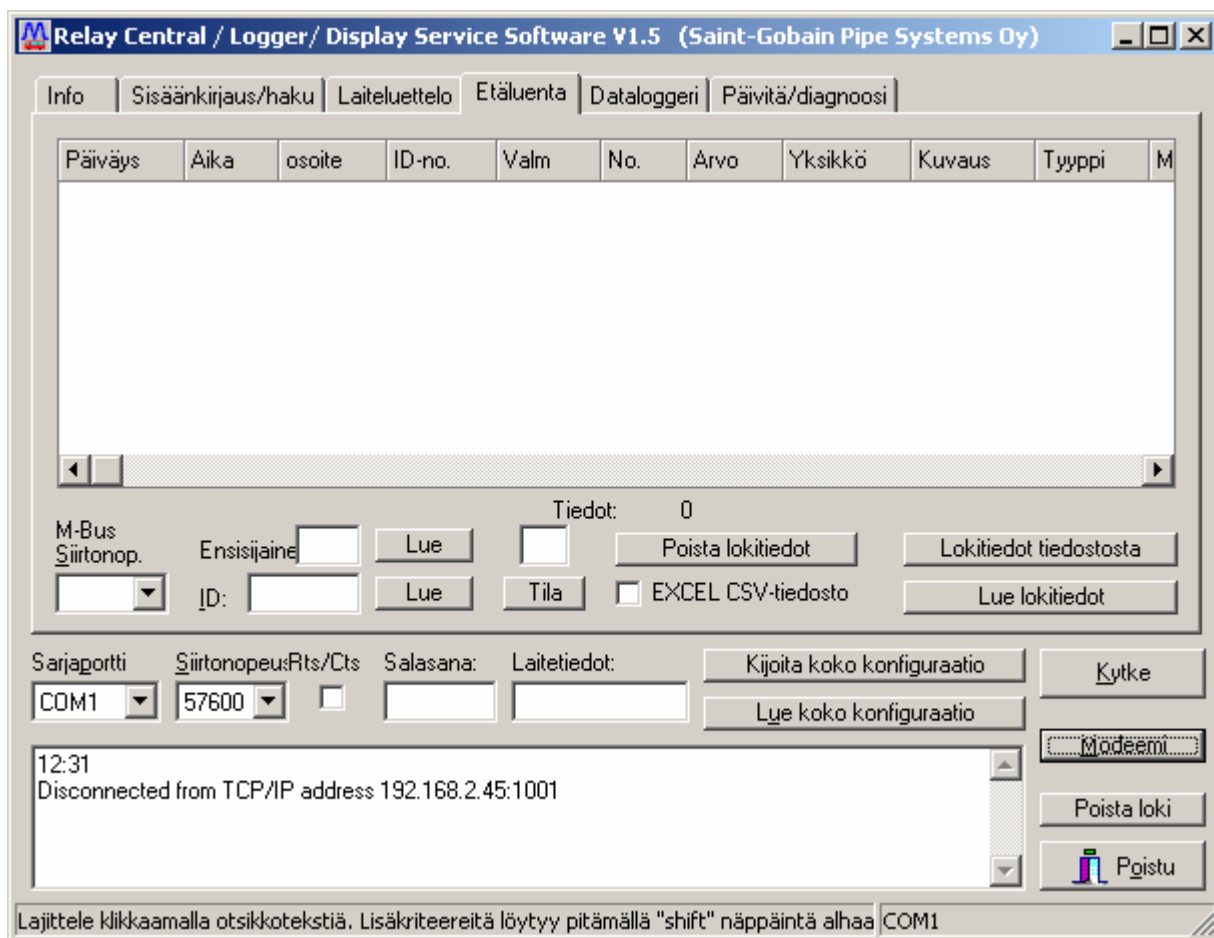 Relay Central / Logger/ Display Service Software V1.5 (Saint-Gobain Pipe Systems Oy)
Info Sisäänkirjaus/haku Laiteluettelo Etäluenta Dataloggeri Päivitä/diagnoosi
Päiväys Aika osoite ID-no. Valm No. Arvo Yksikkö Kuvaus Tyyppi M
Tiedot: 0
M-Bus
Siirtonop. Ensisijaine Lue Poista lokitiedot Lokitiedot tiedostosta
ID: Lue Tila EXCEL CSV-tiedosto Lue lokitiedot
Sarjaportti Siirtonopeus Rts/Cts Salasana: Laitetiedot: Kijoita koko konfiguraatio Kytke
COM1 57600 Lue koko konfiguraatio
Modeemi
12:31
Disconnected from TCP/IP address 192.168.2.45:1001
Poista loki
Poistu
Lajittele klikkaamalla otsikkotekstiä. Lisäkriteereitä löytyy pitämällä "shift" näppäintä alhaa COM1